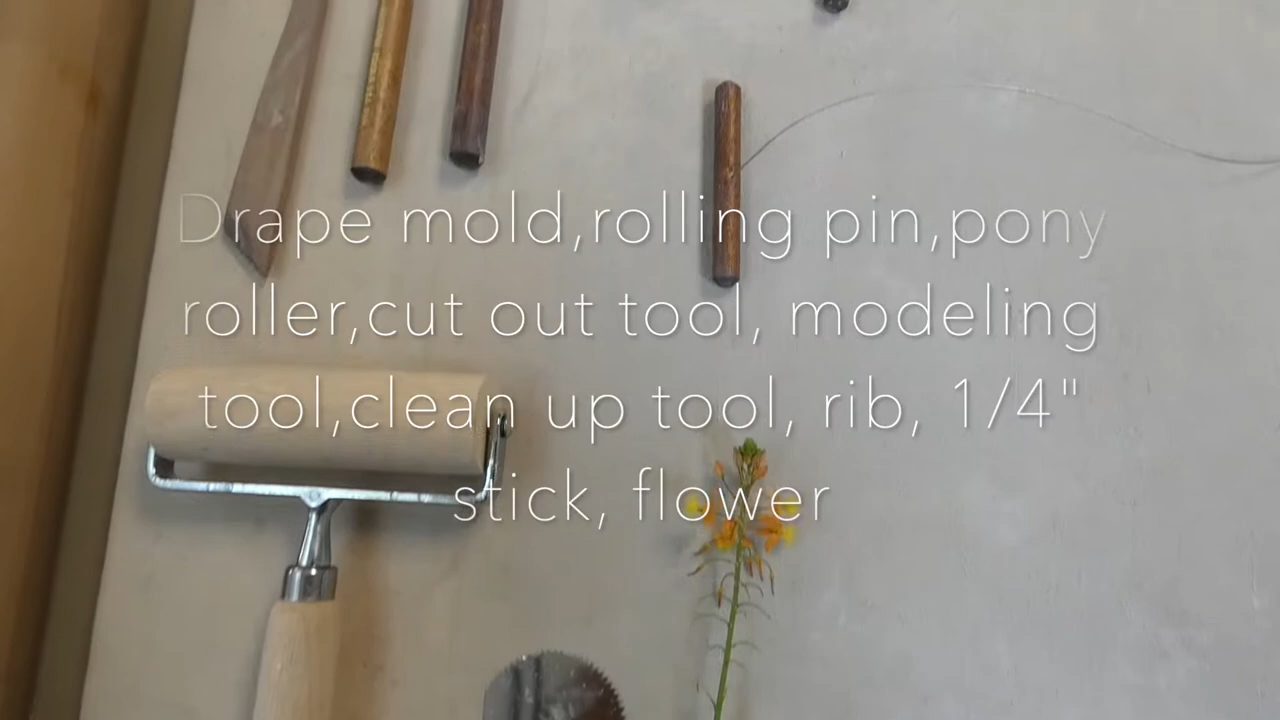 Drape mold,rolling pin,pony
roller,cut out tool, modeling
tool,clean up tool, rib, 1/4"
stick, flower